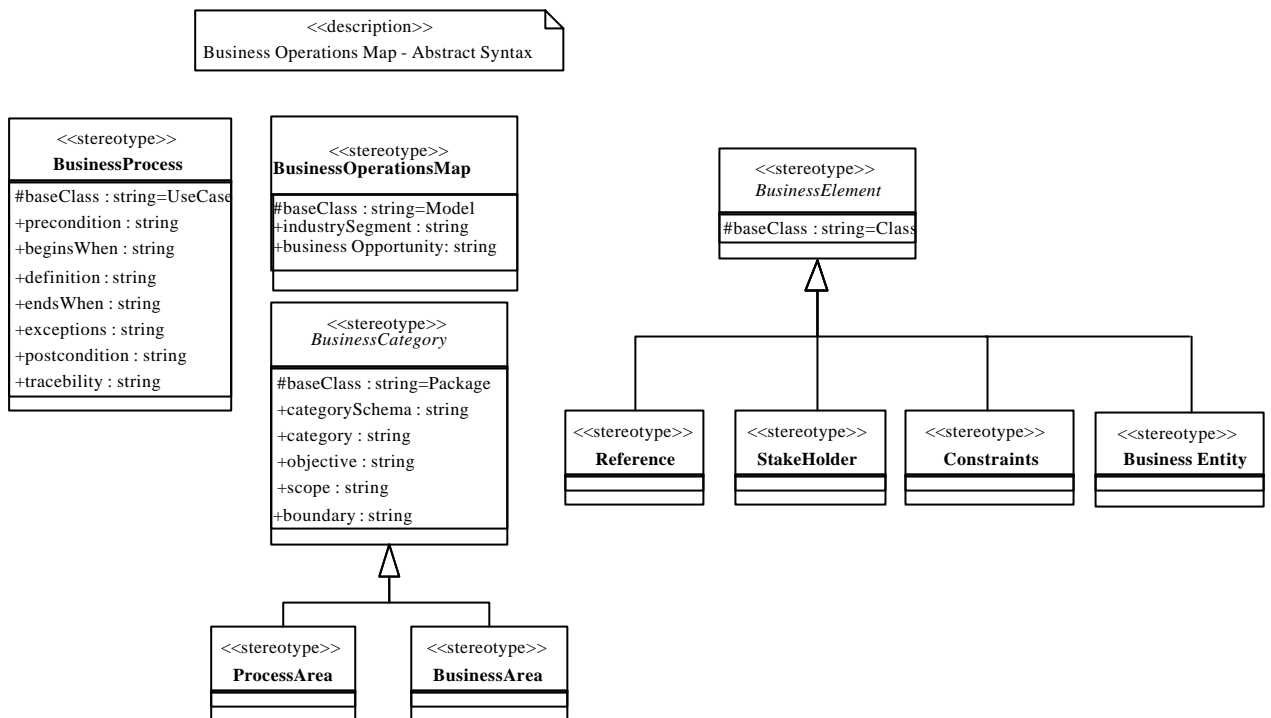 <<description>>
Business Operations Map - Abstract Syntax
<<stereotype>>
BusinessProcess
#baseClass : string=UseCase
+precondition : string
+beginsWhen : string
+definition : string
+endsWhen : string
+exceptions : string
+postcondition : string
+tracebility : string
<<stereotype>>
BusinessOperationsMap
#baseClass : string=Model
+industrySegment : string
+business Opportunity: string
<<stereotype>>
BusinessCategory
#baseClass : string=Package
+categorySchema : string
+category : string
+objective : string
+scope : string
+boundary : string
<<stereotype>>
ProcessArea
<<stereotype>>
BusinessArea
<<stereotype>>
BusinessElement
#baseClass : string=Class
<<stereotype>>
Reference
<<stereotype>>
StakeHolder
<<stereotype>>
Constraints
<<stereotype>>
Business Entity